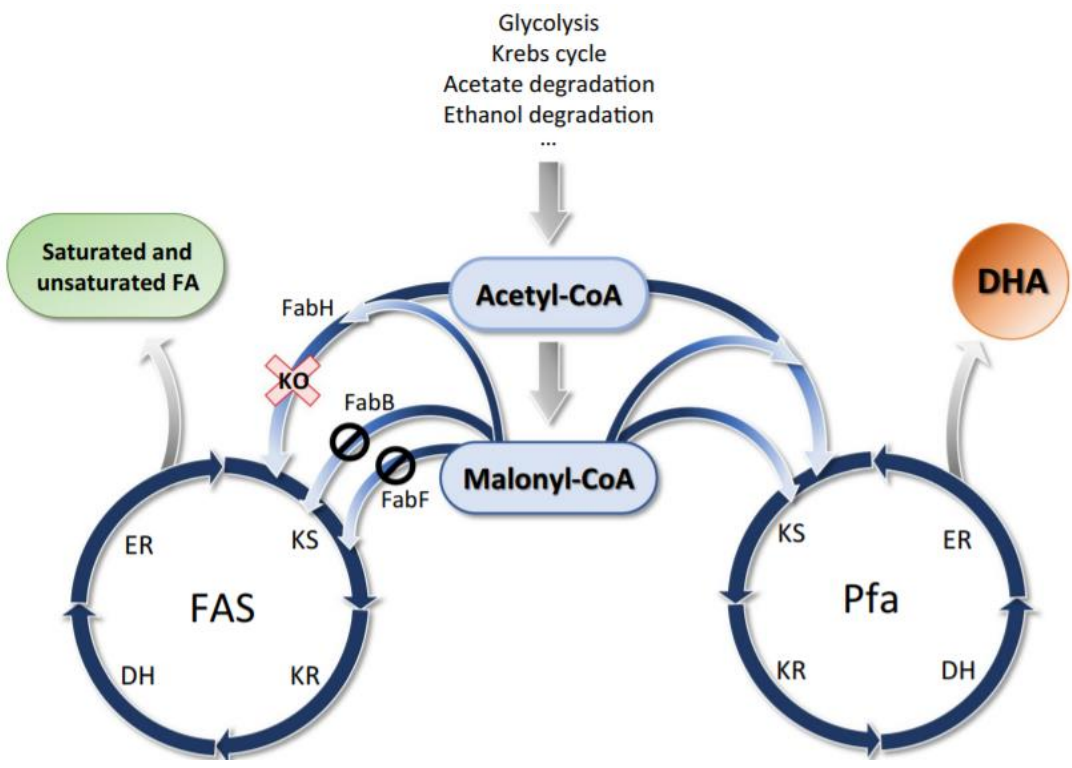 Glycolysis
Krebs cycle
Acetate degradation
Ethanol degradation
...
Saturated and
unsaturated FA
DHA
Acetyl-CoA
FabH
KO
FabB
FabF
Malonyl-CoA
ER
KS
FAS
DH
KR
KS
ER
Pfa
KR
DH